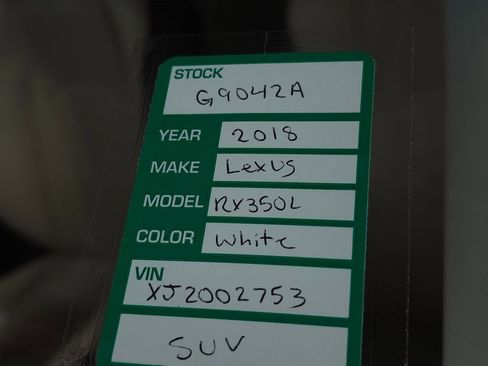 STOCK
G9042A
YEAR 2018
MAKE Lexus
MODEL RX350L
COLOR White
VIN
XJ2002753
SUV